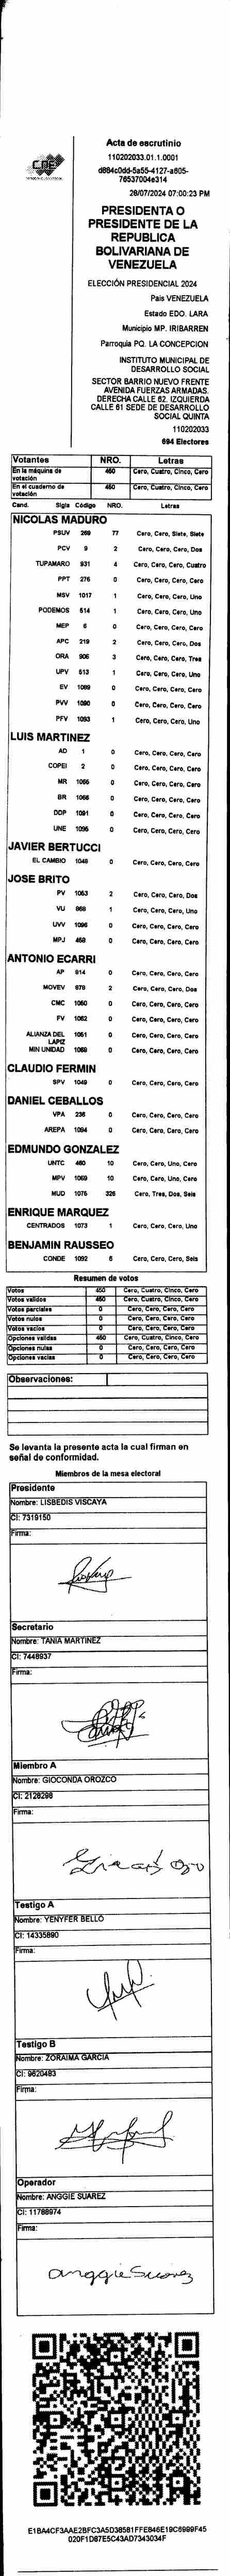 CNE
Acta de escrutinio
110202033.01.1.0001
d864c0dd-5a55-4127-a605-
76537004e314
28/07/2024 07:00:23 PM
PRESIDENTA O
PRESIDENTE DE LA
REPUBLICA
BOLIVARIANA DE
VENEZUELA
ELECCIÓN PRESIDENCIAL 2024
Pais VENEZUELA
Estado EDO. LARA
Municipio MP. IRIBARREN
Parroquia PQ. LA CONCEPCION
INSTITUTO MUNICIPAL DE
DESARROLLO SOCIAL
SECTOR BARRIO NUEVO FRENTE
AVENIDA FUERZAS ARMADAS.
DERECHA CALLE 62. IZQUIERDA
CALLE 61 SEDE DE DESARROLLO
SOCIAL QUINTA
110202033
694 Electores
Votantes NRO. Letras
En la máquina de votación 450 Cero, Cuatro, Cinco, Cero
En el cuaderno de votación 450 Cero, Cuatro, Cinco, Cero
Cand. Sigla Código NRO. Letras
NICOLAS MADURO
PSUV 269 77 Cero, Cero, Siete, Siete
PCV 9 2 Cero, Cero, Cero, Dos
TUPAMARO 931 4 Cero, Cero, Cero, Cuatro
PPT 276 0 Cero, Cero, Cero, Cero
MSV 1017 1 Cero, Cero, Cero, Uno
PODEMOS 514 1 Cero, Cero, Cero, Uno
MEP 6 0 Cero, Cero, Cero, Cero
APC 219 2 Cero, Cero, Cero, Dos
ORA 906 3 Cero, Cero, Cero, Tres
UPV 513 1 Cero, Cero, Cero, Uno
EV 1089 0 Cero, Cero, Cero, Cero
PVV 1090 0 Cero, Cero, Cero, Cero
PFV 1093 1 Cero, Cero, Cero, Uno
LUIS MARTINEZ
AD 1 0 Cero, Cero, Cero, Cero
COPEI 2 0 Cero, Cero, Cero, Cero
MR 1056 0 Cero, Cero, Cero, Cero
BR 1066 0 Cero, Cero, Cero, Cero
DDP 1091 0 Cero, Cero, Cero, Cero
UNE 1095 0 Cero, Cero, Cero, Cero
JAVIER BERTUCCI
EL CAMBIO 1048 0 Cero, Cero, Cero, Cero
JOSE BRITO
PV 1053 2 Cero, Cero, Cero, Dos
VU 868 1 Cero, Cero, Cero, Uno
UVV 1096 0 Cero, Cero, Cero, Cero
MPJ 458 0 Cero, Cero, Cero, Cero
ANTONIO ECARRI
AP 914 0 Cero, Cero, Cero, Cero
MOVEV 878 2 Cero, Cero, Cero, Dos
CMC 1050 0 Cero, Cero, Cero, Cero
FV 1082 0 Cero, Cero, Cero, Cero
ALIANZA DEL LAPIZ 1051 0 Cero, Cero, Cero, Cero
MIN UNIDAD 1069 0 Cero, Cero, Cero, Cero
CLAUDIO FERMIN
SPV 1049 0 Cero, Cero, Cero, Cero
DANIEL CEBALLOS
VPA 236 0 Cero, Cero, Cero, Cero
AREPA 1094 0 Cero, Cero, Cero, Cero
EDMUNDO GONZALEZ
UNTC 460 10 Cero, Cero, Uno, Cero
MPV 1069 10 Cero, Cero, Uno, Cero
MUD 1075 326 Cero, Tres, Dos, Seis
ENRIQUE MARQUEZ
CENTRADOS 1073 1 Cero, Cero, Cero, Uno
BENJAMIN RAUSSEO
CONDE 1092 6 Cero, Cero, Cero, Seis
Resumen de votos
Votos 450 Cero, Cuatro, Cinco, Cero
Votos validos 450 Cero, Cuatro, Cinco, Cero
Votos parciales 0 Cero, Cero, Cero, Cero
Votos nulos 0 Cero, Cero, Cero, Cero
Votos vacios 0 Cero, Cero, Cero, Cero
Opciones validas 450 Cero, Cuatro, Cinco, Cero
Opciones nulas 0 Cero, Cero, Cero, Cero
Opciones vacias 0 Cero, Cero, Cero, Cero
Observaciones:
Se levanta la presente acta la cual firman en
señal de conformidad.
Miembros de la mesa electoral
Presidente
Nombre: LISBEDIS VISCAYA
CI: 7319150
Firma:
Secretario
Nombre: TANIA MARTINEZ
CI: 7448937
Firma:
Miembro A
Nombre: GIOCONDA OROZCO
CI: 2128298
Firma:
Testigo A
Nombre: YENYFER BELLO
CI: 14335890
Firma:
Testigo B
Nombre: ZORAIMA GARCIA
CI: 9620483
Firma:
Operador
Nombre: ANGGIE SUAREZ
CI: 11788974
Firma:
anggie Suarez
E1BA4CF3AAE2BFC3A5D38581FFE846E19C6999F45
020F1D87E5C43AD7343034F